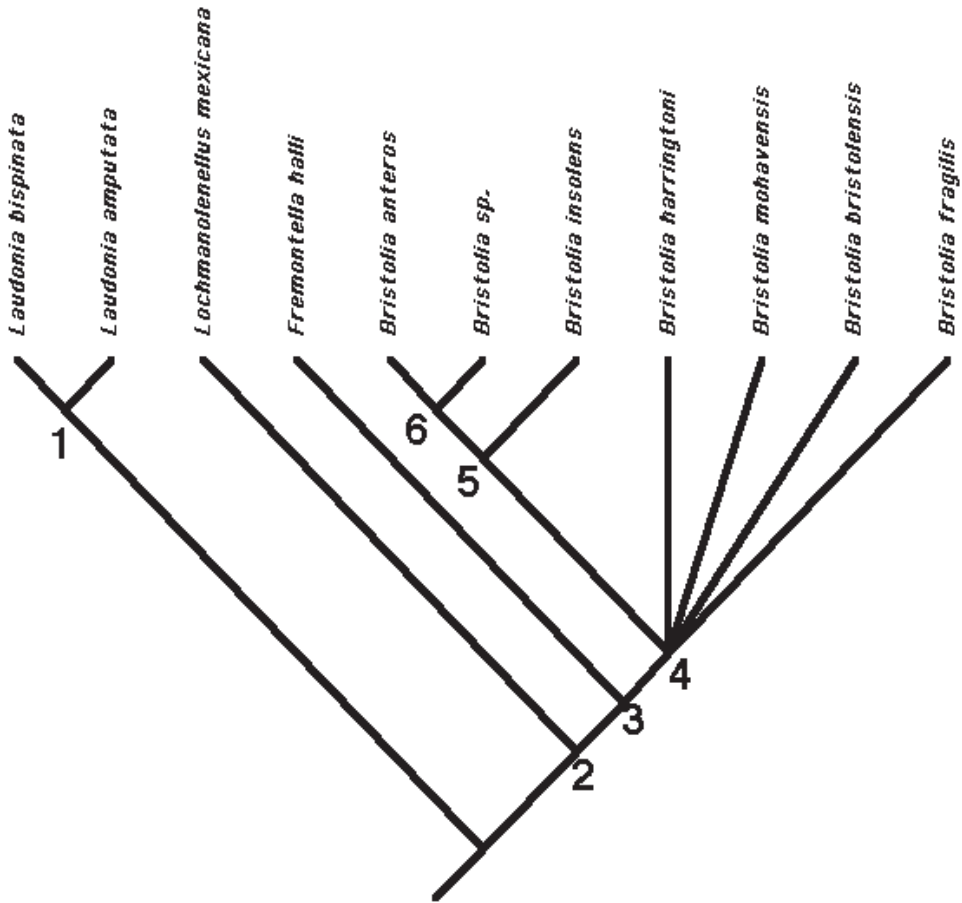 Laudonia bispinata
Laudonia amputata
Lochmanolenellus mexicana
Fremontella halli
Bristolia anteros
Bristolia sp.
Bristolia insolens
Bristolia harringtoni
Bristolia mohavensis
Bristolia bristolensis
Bristolia fragilis
1
6
5
4
3
2